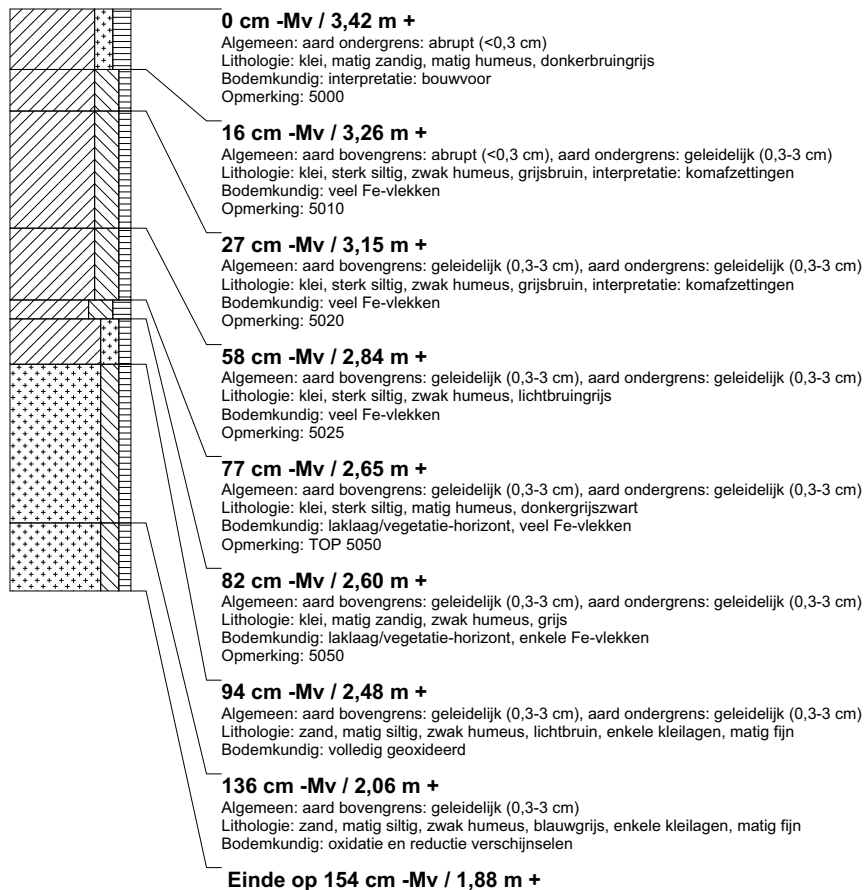 0 cm -Mv / 3,42 m +
Algemeen: aard ondergrens: abrupt (<0,3 cm)
Lithologie: klei, matig zandig, matig humeus, donkerbruingrijs
Bodemkundig: interpretatie: bouwvoor
Opmerking: 5000
16 cm -Mv / 3,26 m +
Algemeen: aard bovengrens: abrupt (<0,3 cm), aard ondergrens: geleidelijk (0,3-3 cm)
Lithologie: klei, sterk siltig, zwak humeus, grijsbruin, interpretatie: komafzettingen
Bodemkundig: veel Fe-vlekken
Opmerking: 5010
27 cm -Mv / 3,15 m +
Algemeen: aard bovengrens: geleidelijk (0,3-3 cm), aard ondergrens: geleidelijk (0,3-3 cm)
Lithologie: klei, sterk siltig, zwak humeus, grijsbruin, interpretatie: komafzettingen
Bodemkundig: veel Fe-vlekken
Opmerking: 5020
58 cm -Mv / 2,84 m +
Algemeen: aard bovengrens: geleidelijk (0,3-3 cm), aard ondergrens: geleidelijk (0,3-3 cm)
Lithologie: klei, sterk siltig, zwak humeus, lichtbruingrijs
Bodemkundig: veel Fe-vlekken
Opmerking: 5025
77 cm -Mv / 2,65 m +
Algemeen: aard bovengrens: geleidelijk (0,3-3 cm), aard ondergrens: geleidelijk (0,3-3 cm)
Lithologie: klei, sterk siltig, matig humeus, donkergrijszwart
Bodemkundig: laklaag/vegetatie-horizont, veel Fe-vlekken
Opmerking: TOP 5050
82 cm -Mv / 2,60 m +
Algemeen: aard bovengrens: geleidelijk (0,3-3 cm), aard ondergrens: geleidelijk (0,3-3 cm)
Lithologie: klei, matig zandig, zwak humeus, grijs
Bodemkundig: laklaag/vegetatie-horizont, enkele Fe-vlekken
Opmerking: 5050
94 cm -Mv / 2,48 m +
Algemeen: aard bovengrens: geleidelijk (0,3-3 cm), aard ondergrens: geleidelijk (0,3-3 cm)
Lithologie: zand, matig siltig, zwak humeus, lichtbruin, enkele kleilagen, matig fijn
Bodemkundig: volledig geoxideerd
136 cm -Mv / 2,06 m +
Algemeen: aard bovengrens: geleidelijk (0,3-3 cm)
Lithologie: zand, matig siltig, zwak humeus, blauwgrijs, enkele kleilagen, matig fijn
Bodemkundig: oxidatie en reductie verschijnselen
Einde op 154 cm -Mv / 1,88 m +